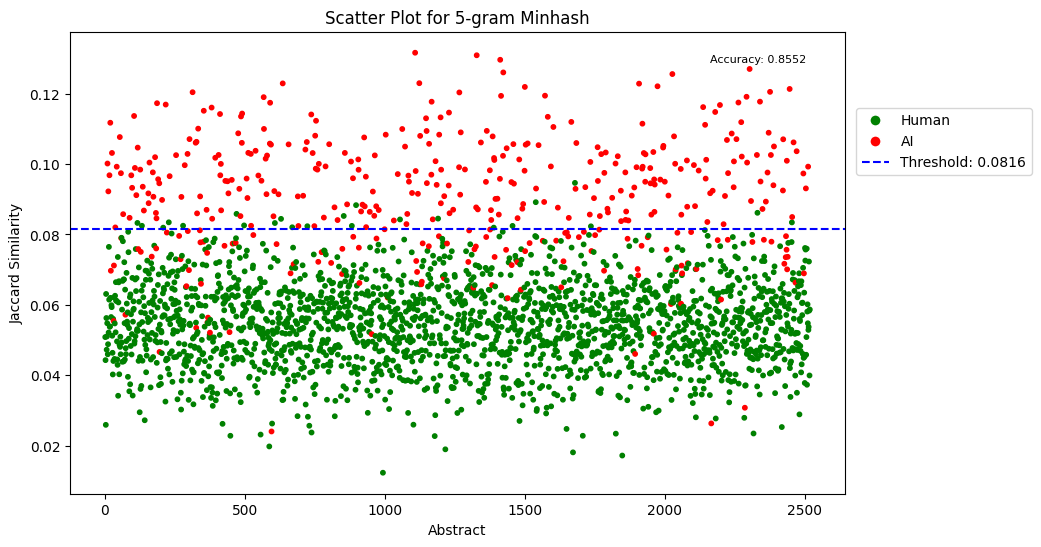 Scatter Plot for 5-gram Minhash
Accuracy: 0.8552
0.12
0.10
0.08
0.06
0.04
0.02
Jaccard Similarity
0
500
1000
1500
2000
2500
Abstract
Human
AI
Threshold: 0.0816